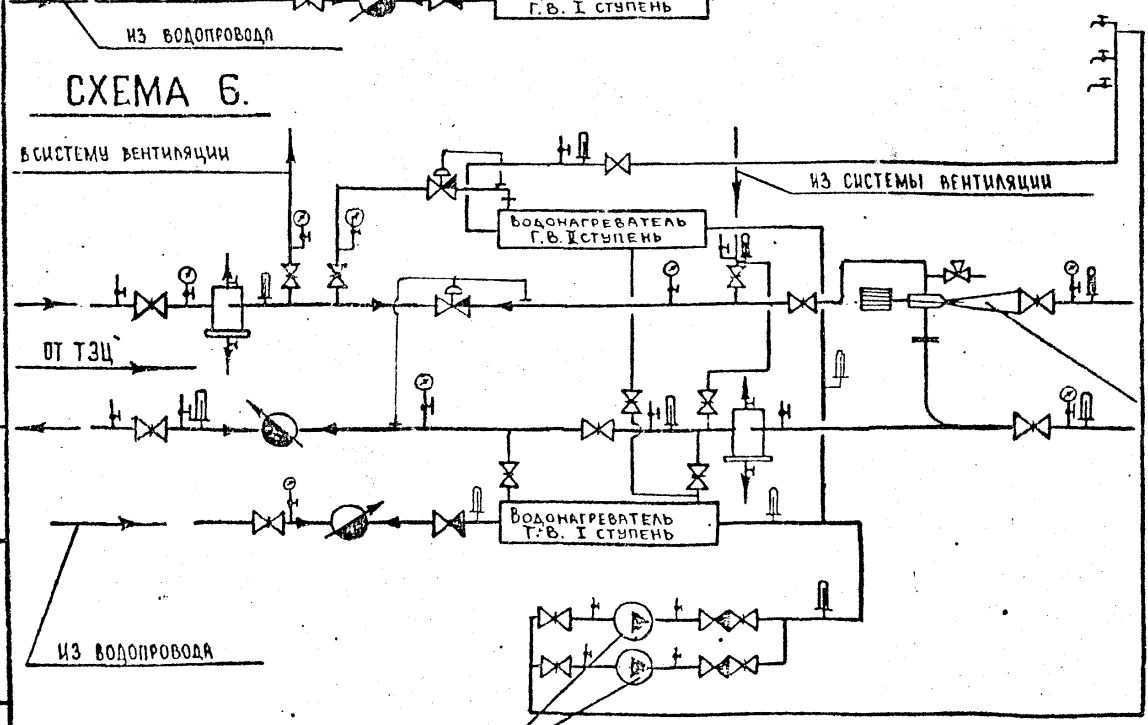 Г. В. I СТУПЕНЬ
ИЗ ВОДОПРОВОДА
СХЕМА 6.
В СИСТЕМУ ВЕНТИЛЯЦИИ
ИЗ СИСТЕМЫ ВЕНТИЛЯЦИИ
ВОДОНАГРЕВАТЕЛЬ
Г. В. II СТУПЕНЬ
ОТ ТЭЦ
ВОДОНАГРЕВАТЕЛЬ
Г. В. I СТУПЕНЬ
ИЗ ВОДОПРОВОДА